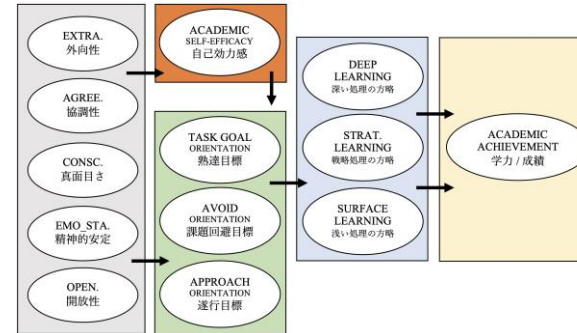 EXTRA.
外向性
AGREE.
協調性
CONSC.
真面目さ
EMO_STA.
精神的安定
OPEN.
開放性
ACADEMIC
SELF-EFFICACY
自己効力感
TASK GOAL
ORIENTATION
熟達目標
AVOID
ORIENTATION
課題回避目標
APPROACH
ORIENTATION
遂行目標
DEEP
LEARNING
深い処理の方略
STRAT.
LEARNING
戦略処理の方略
SURFACE
LEARNING
浅い処理の方略
ACADEMIC
ACHIEVEMENT
学力 / 成績